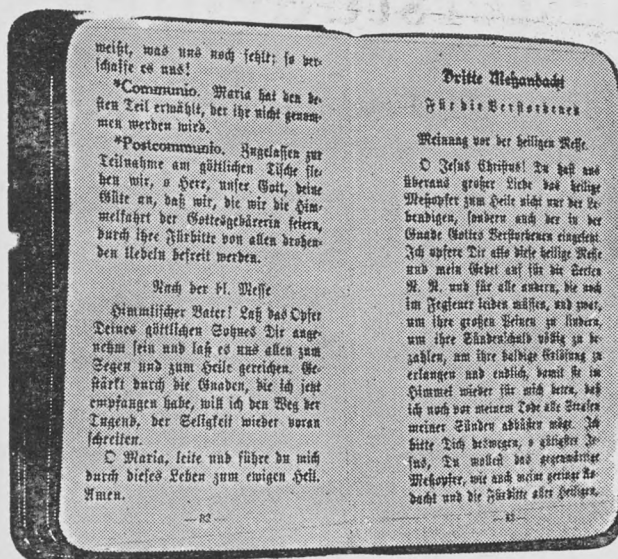 weißt, was uns noch fehlt; so ver-
schaffe es uns!
*Communio. Maria hat den be-
sten Teil erwählt, der ihr nicht genom-
men werden wird.
*Postcommunio. Zugelassen zur
Teilnahme am göttlichen Tische fle-
hen wir, o Herr, unser Gott, deine
Güte an, daß wir, die wir die Him-
melfahrt der Gottesgebärerin feiern,
durch ihre Fürbitte von allen drohen-
den Uebeln befreit werden.
Nach der hl. Messe
Himmlischer Vater! Laß das Opfer
Deines göttlichen Sohnes Dir ange-
nehm sein und laß es uns allen zum
Segen und zum Heile gereichen. Ge-
stärkt durch die Gnaden, die ich jetzt
empfangen habe, will ich den Weg der
Tugend, der Seligkeit wieder voran
schreiten.
O Maria, leite und führe du mich
durch dieses Leben zum ewigen Heil.
Amen.
— 82 —
Dritte Meßandacht
Für die Verstorbenen
Meinung vor der heiligen Messe.
O Jesus Christus! Du hast aus
überaus großer Liebe das heilige
Meßopfer zum Heile nicht nur der Le-
bendigen, sondern auch der in der
Gnade Gottes Verstorbenen eingesetzt.
Ich opfere Dir also diese heilige Messe
und mein Gebet auf für die Seelen
N. N. und für alle andern, die noch
im Fegfeuer leiden müssen, und zwar,
um ihre großen Peinen zu lindern,
um ihre Sündenschuld völlig zu be-
zahlen, um ihre baldige Erlösung zu
erlangen und endlich, damit sie im
Himmel wieder für mich beten, daß
ich noch vor meinem Tode alle Strafen
meiner Sünden abbüßen möge. Ich
bitte Dich deswegen, o gütigster Je-
sus, Du wollest das gegenwärtige
Meßopfer, wie auch meine geringe An-
dacht und die Fürbitte aller Heiligen,
— 83 —